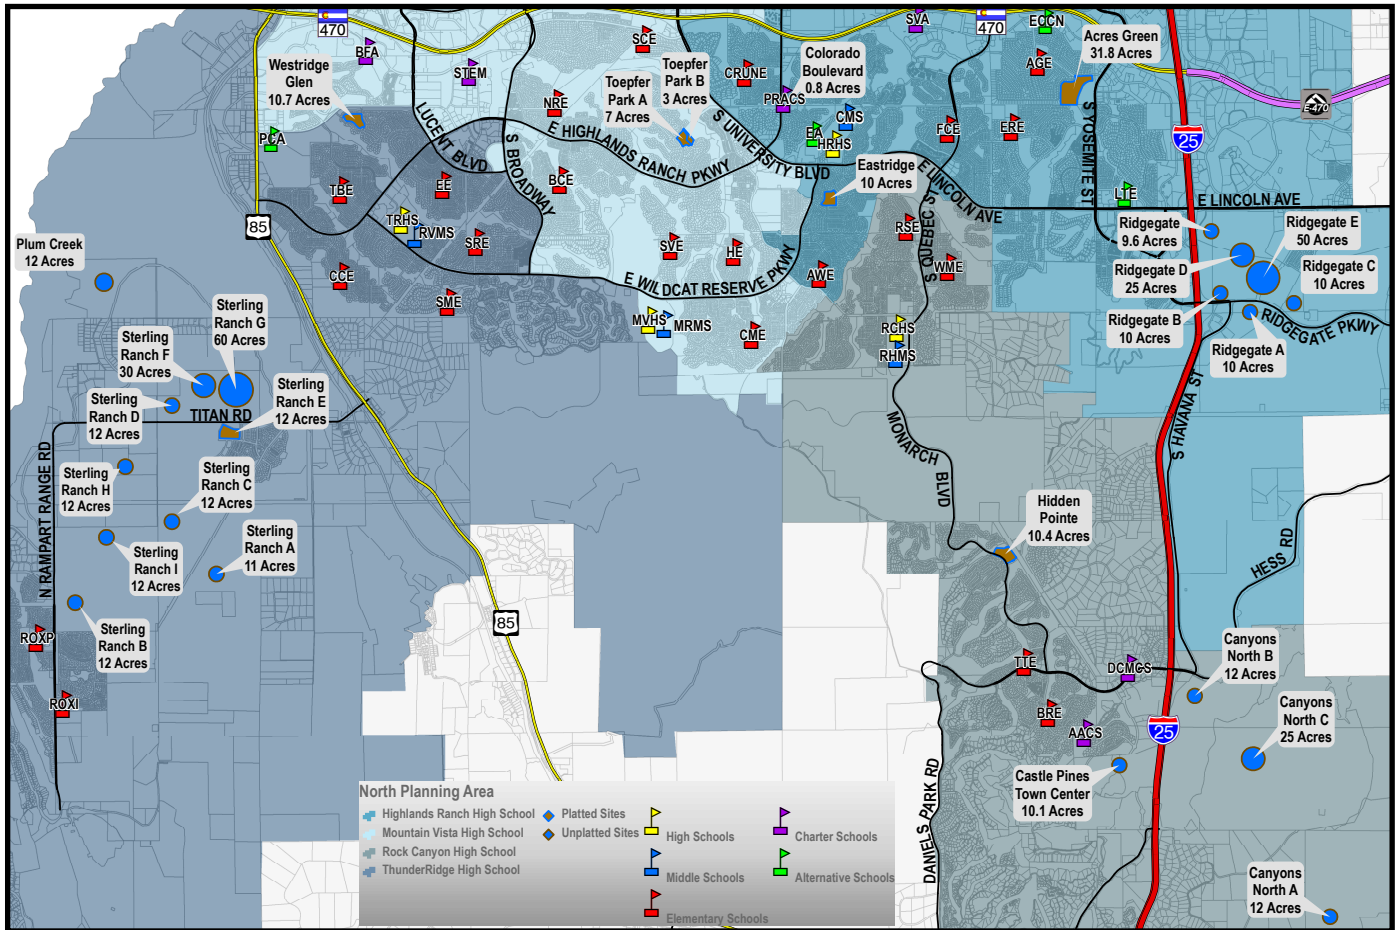 470
470
SVA
ECCN
BFA
SCE
Acres Green
31.8 Acres
AGE
Westridge
Glen
10.7 Acres
STEM
Toepfer
Park B
3 Acres
Toepfer
Park A
7 Acres
CRUNE
Colorado
Boulevard
0.8 Acres
PRACS
NRE
CMS
EA
HRHS
FCE
ERE
E-470
25
PCA
LUCENT BLVD
S BROADWAY
E HIGHLANDS RANCH PKWY
S UNIVERSITY BLVD
S YOSEMITE ST
Eastridge
10 Acres
E LINCOLN AVE
E LINCOLN AVE
LTE
TBE
EE
BCE
TRHS
RVMS
SRE
SVE
HE
RSE
S QUEBEC ST
WME
AWE
85
Ridgegate
9.6 Acres
Ridgegate E
50 Acres
Ridgegate D
25 Acres
Ridgegate C
10 Acres
Ridgegate B
10 Acres
Ridgegate A
10 Acres
RIDGEGATE PKWY
Plum Creek
12 Acres
CCE
SME
E WILDCAT RESERVE PKWY
MVHS
MRMS
CME
RCHS
RHMS
Sterling
Ranch G
60 Acres
Sterling
Ranch F
30 Acres
Sterling
Ranch E
12 Acres
Sterling
Ranch D
12 Acres
TITAN RD
N RAMPART RANGE RD
S HAVANA ST
MONARCH BLVD
Sterling
Ranch H
12 Acres
Sterling
Ranch C
12 Acres
Sterling
Ranch A
11 Acres
Sterling
Ranch I
12 Acres
Sterling
Ranch B
12 Acres
Hidden
Pointe
10.4 Acres
HESS RD
85
ROXP
ROXI
TTE
DCMCS
BRE
AACS
25
Canyons
North B
12 Acres
Canyons
North C
25 Acres
Castle Pines
Town Center
10.1 Acres
DANIELS PARK RD
Canyons
North A
12 Acres
North Planning Area
Highlands Ranch High School
Mountain Vista High School
Rock Canyon High School
ThunderRidge High School
Platted Sites
Unplatted Sites
High Schools
Middle Schools
Elementary Schools
Charter Schools
Alternative Schools